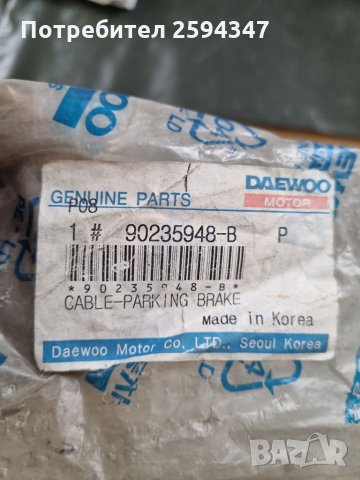 Потребител 2594347
DAEWOO
MOTOR
GENUINE PARTS
P08
1 # 90235948-B P
*90235948-B*
CABLE-PARKING BRAKE
Made in Korea
Daewoo Motor co. LTD., Seoul Korea
BAZAR